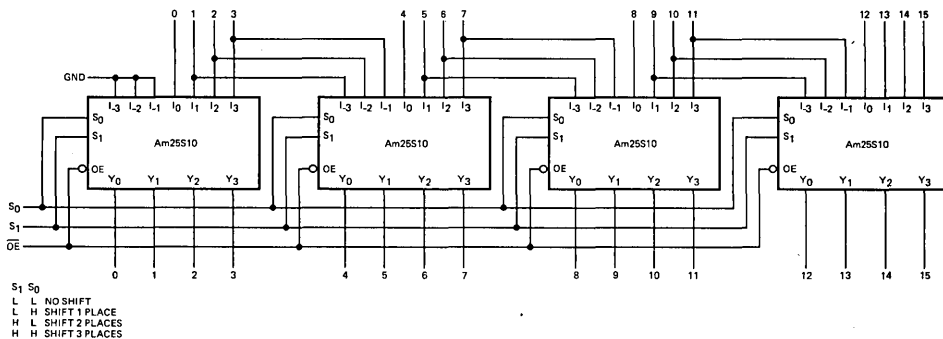 0 1 2 3 4 5 6 7 8 9 10 11 12 13 14 15
GND
I-3 I-2 I-1 I0 I1 I2 I3
I-3 I-2 I-1 I0 I1 I2 I3
I-3 I-2 I-1 I0 I1 I2 I3
I-3 I-2 I-1 I0 I1 I2 I3
S0
S1
Am25S10
OE
Y0 Y1 Y2 Y3
S0
S1
Am25S10
OE
Y0 Y1 Y2 Y3
S0
S1
Am25S10
OE
Y0 Y1 Y2 Y3
S0
S1
Am25S10
OE
Y0 Y1 Y2 Y3
S0
S1
OE
0 1 2 3 4 5 6 7 8 9 10 11 12 13 14 15
S1 S0
L L NO SHIFT
L H SHIFT 1 PLACE
H L SHIFT 2 PLACES
H H SHIFT 3 PLACES